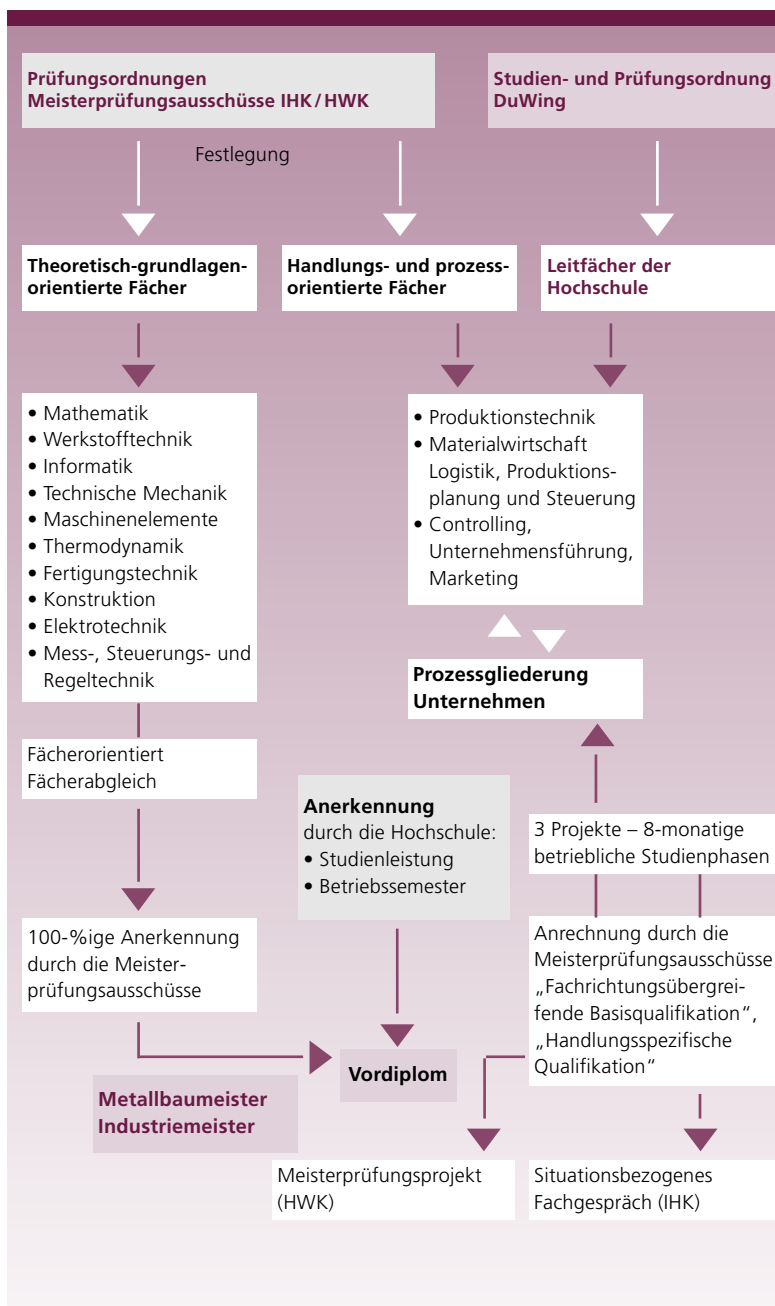 Prüfungsordnungen
Meisterprüfungsausschüsse IHK/HWK
Studien- und Prüfungsordnung
DuWing
Festlegung
Theoretisch-grundlagen-
orientierte Fächer
Handlungs- und prozess-
orientierte Fächer
Leitfächer der
Hochschule
• Mathematik
• Werkstofftechnik
• Informatik
• Technische Mechanik
• Maschinenelemente
• Thermodynamik
• Fertigungstechnik
• Konstruktion
• Elektrotechnik
• Mess-, Steuerungs- und
Regeltechnik
• Produktionstechnik
• Materialwirtschaft
Logistik, Produktions-
planung und Steuerung
• Controlling,
Unternehmensführung,
Marketing
Prozessgliederung
Unternehmen
Fächerorientiert
Fächerabgleich
Anerkennung
durch die Hochschule:
• Studienleistung
• Betriebssemester
3 Projekte – 8-monatige
betriebliche Studienphasen
100-%ige Anerkennung
durch die Meister-
prüfungsausschüsse
Anrechnung durch die
Meisterprüfungsausschüsse
„Fachrichtungsübergrei-
fende Basisqualifikation“,
„Handlungsspezifische
Qualifikation“
Vordiplom
Metallbaumeister
Industriemeister
Meisterprüfungsprojekt
(HWK)
Situationsbezogenes
Fachgespräch (IHK)